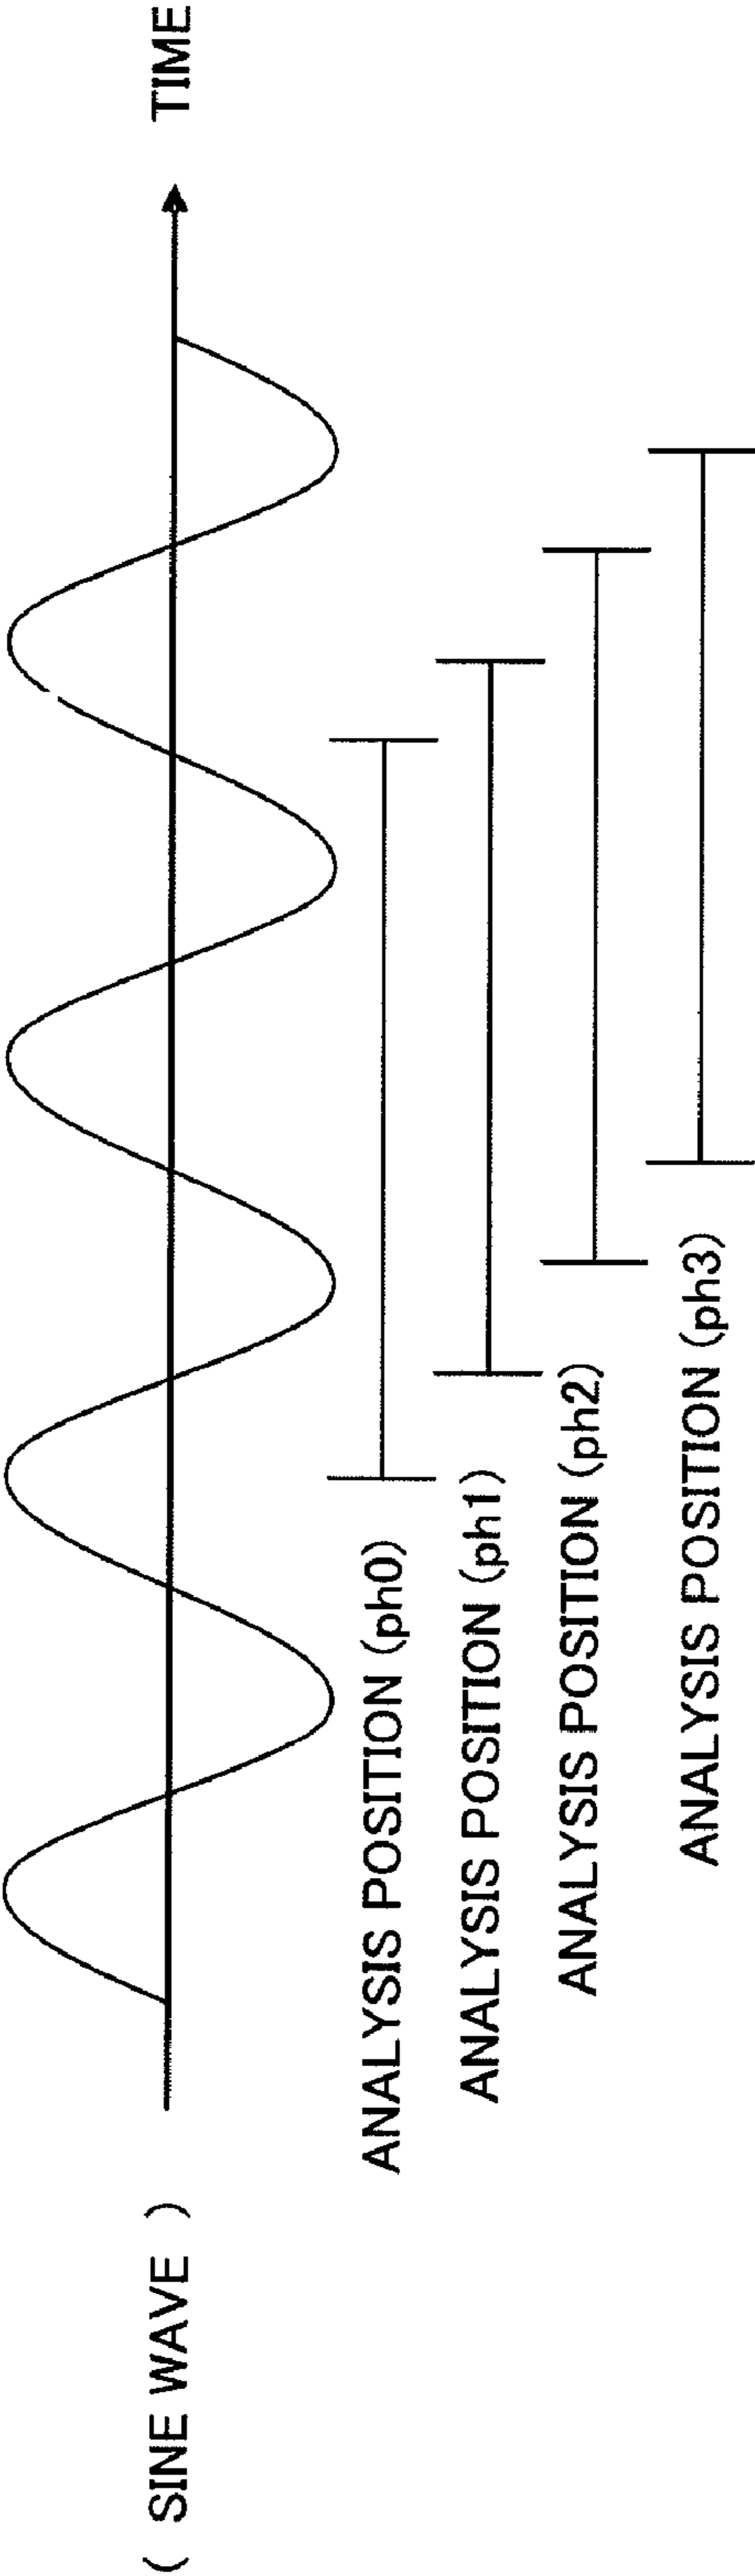 ( SINE WAVE )
TIME
ANALYSIS POSITION (ph0)
ANALYSIS POSITION (ph1)
ANALYSIS POSITION (ph2)
ANALYSIS POSITION (ph3)